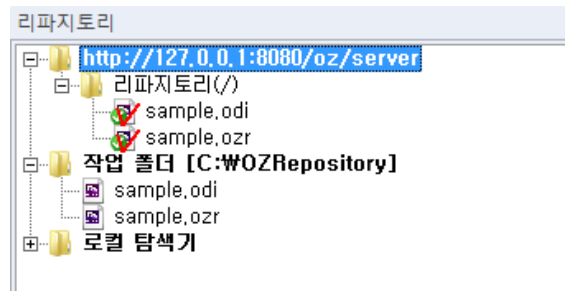 리파지토리
http://127.0.0.1:8080/oz/server
리파지토리(/)
sample.odi
sample.ozr
작업 폴더 [C:₩OZRepository]
sample.odi
sample.ozr
로컬 탐색기